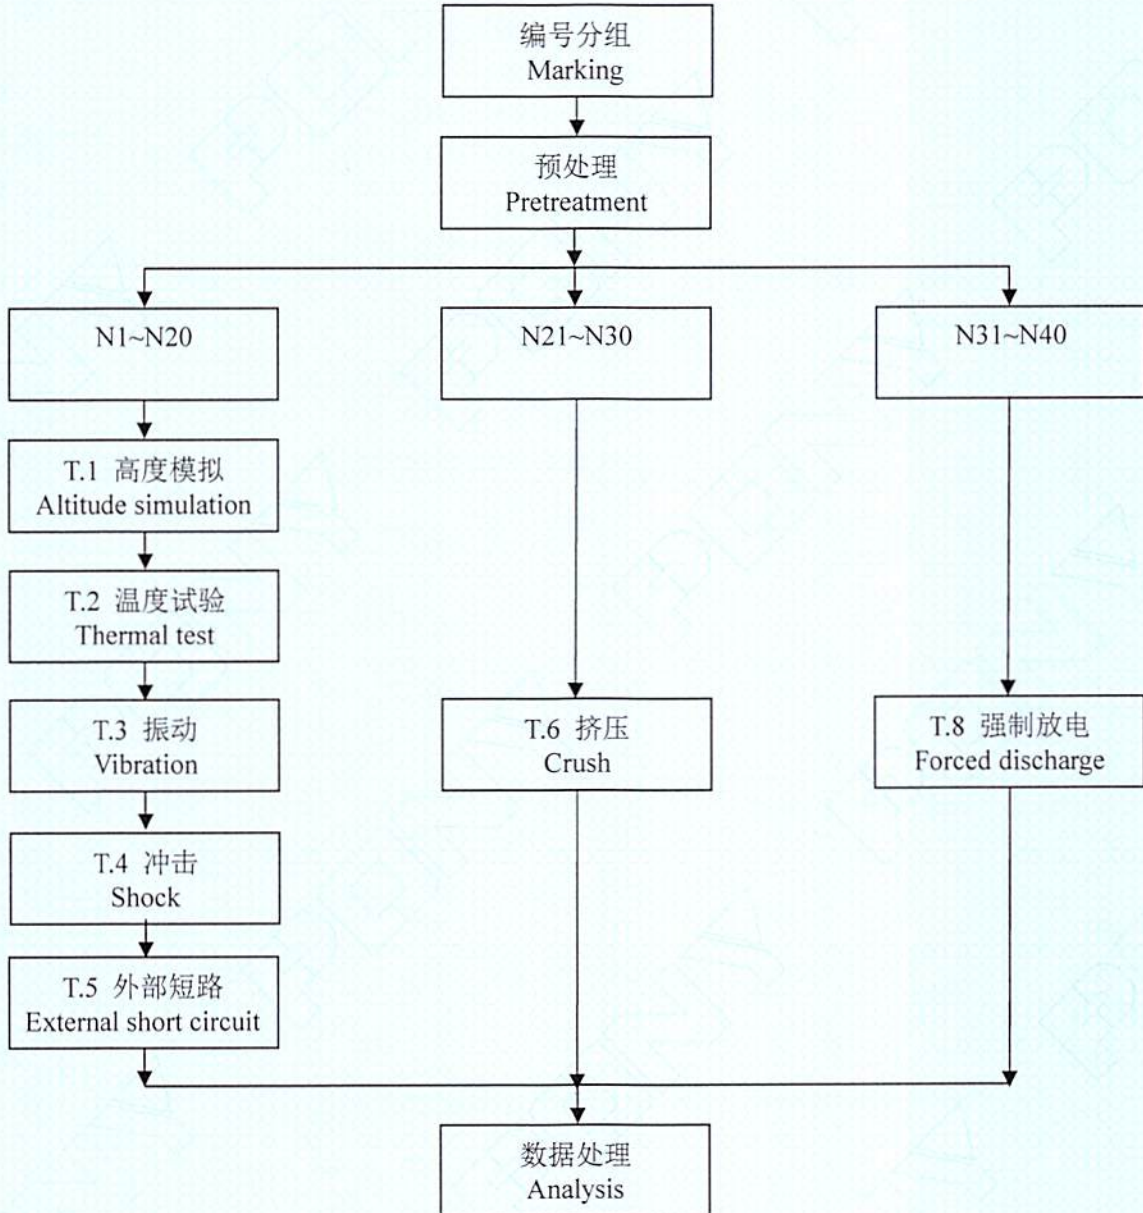 编号分组
Marking
预处理
Pretreatment
N1~N20
N21~N30
N31~N40
T.1 高度模拟
Altitude simulation
T.2 温度试验
Thermal test
T.3 振动
Vibration
T.6 挤压
Crush
T.8 强制放电
Forced discharge
T.4 冲击
Shock
T.5 外部短路
External short circuit
数据处理
Analysis